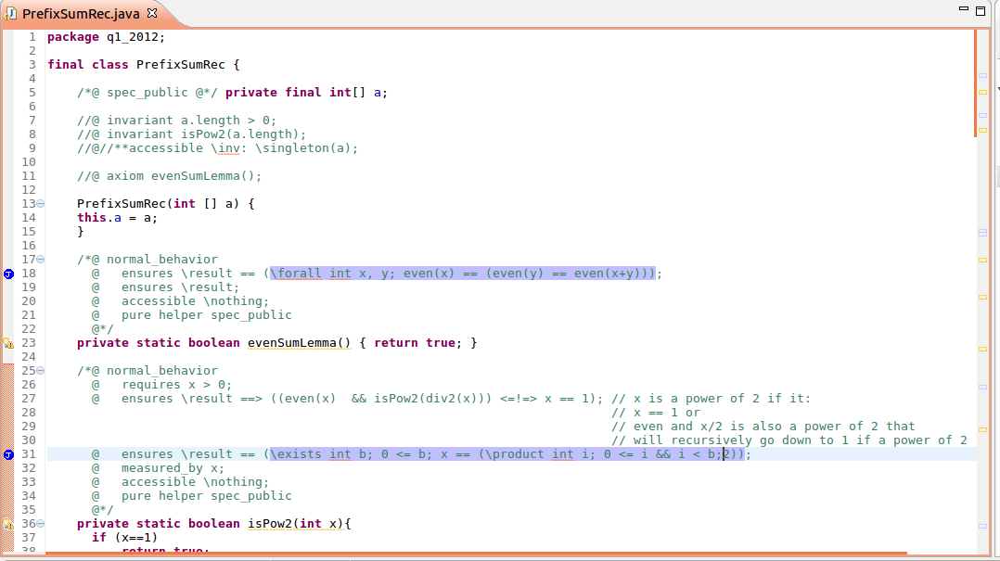 PrefixSumRec.java
1 package q1_2012;
2
3 final class PrefixSumRec {
4
5 /*@ spec_public @*/ private final int[] a;
6
7 //@ invariant a.length > 0;
8 //@ invariant isPow2(a.length);
9 //@//**accessible \inv: \singleton(a);
10
11 //@ axiom evenSumLemma();
12
13 PrefixSumRec(int [] a) {
14 this.a = a;
15 }
16
17 /*@ normal_behavior
18 @ ensures \result == (\forall int x, y; even(x) == (even(y) == even(x+y)));
19 @ ensures \result;
20 @ accessible \nothing;
21 @ pure helper spec_public
22 @*/
23 private static boolean evenSumLemma() { return true; }
24
25 /*@ normal_behavior
26 @ requires x > 0;
27 @ ensures \result ==> ((even(x) && isPow2(div2(x))) <=!=> x == 1); // x is a power of 2 if it:
28 // x == 1 or
29 // even and x/2 is also a power of 2 that
30 // will recursively go down to 1 if a power of 2
31 @ ensures \result == (\exists int b; 0 <= b; x == (\product int i; 0 <= i && i < b;2));
32 @ measured_by x;
33 @ accessible \nothing;
34 @ pure helper spec_public
35 @*/
36 private static boolean isPow2(int x){
37 if (x==1)
38 return true;